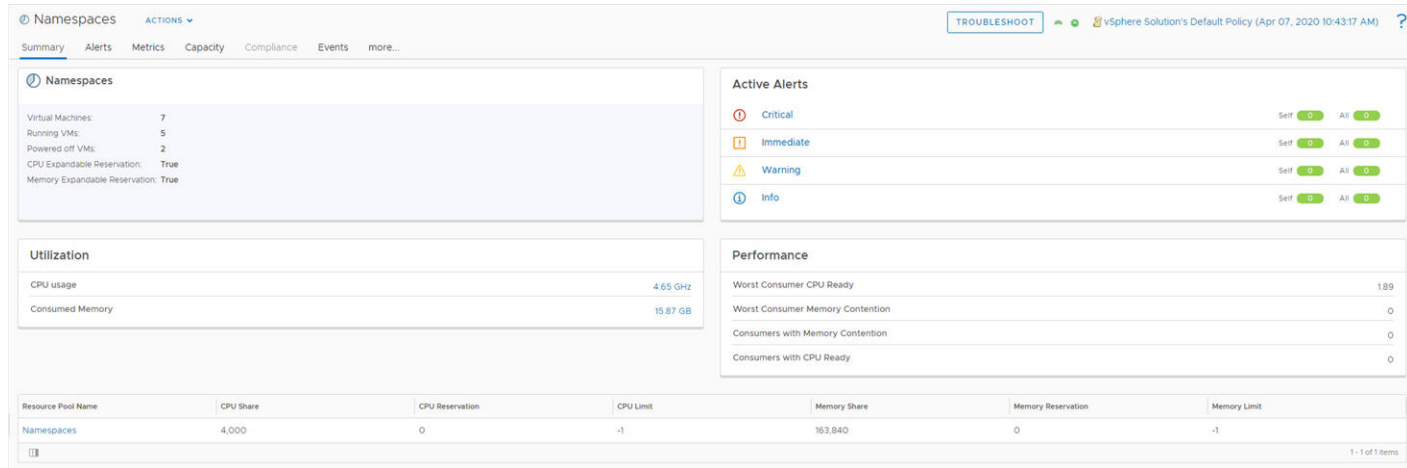 Namespaces ACTIONS TROUBLESHOOT vSphere Solution's Default Policy (Apr 07, 2020 10:43:17 AM) ?
Summary Alerts Metrics Capacity Compliance Events more...
Namespaces
Virtual Machines: 7
Running VMs: 5
Powered off VMs: 2
CPU Expandable Reservation: True
Memory Expandable Reservation: True
Active Alerts
Critical Self 0 All 0
Immediate Self 0 All 0
Warning Self 0 All 0
Info Self 0 All 0
Utilization
CPU usage 4.65 GHz
Consumed Memory 15.87 GB
Performance
Worst Consumer CPU Ready 1.89
Worst Consumer Memory Contention 0
Consumers with Memory Contention 0
Consumers with CPU Ready 0
Resource Pool Name CPU Share CPU Reservation CPU Limit Memory Share Memory Reservation Memory Limit
Namespaces 4,000 0 -1 163,840 0 -1
1 - 1 of 1 items